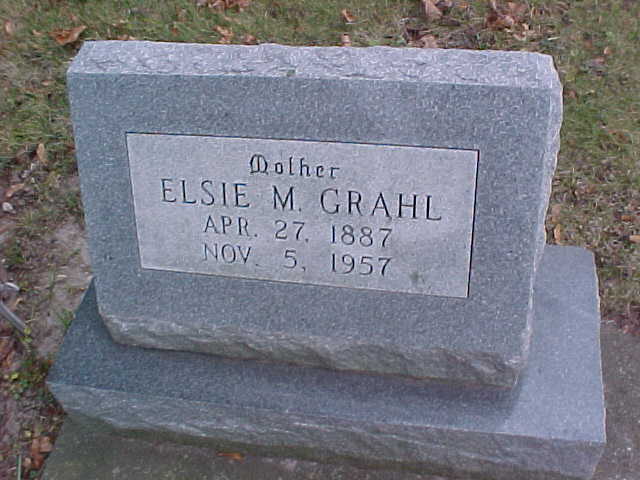 Mother
ELSIE M. GRAHL
APR. 27, 1887
NOV. 5, 1957